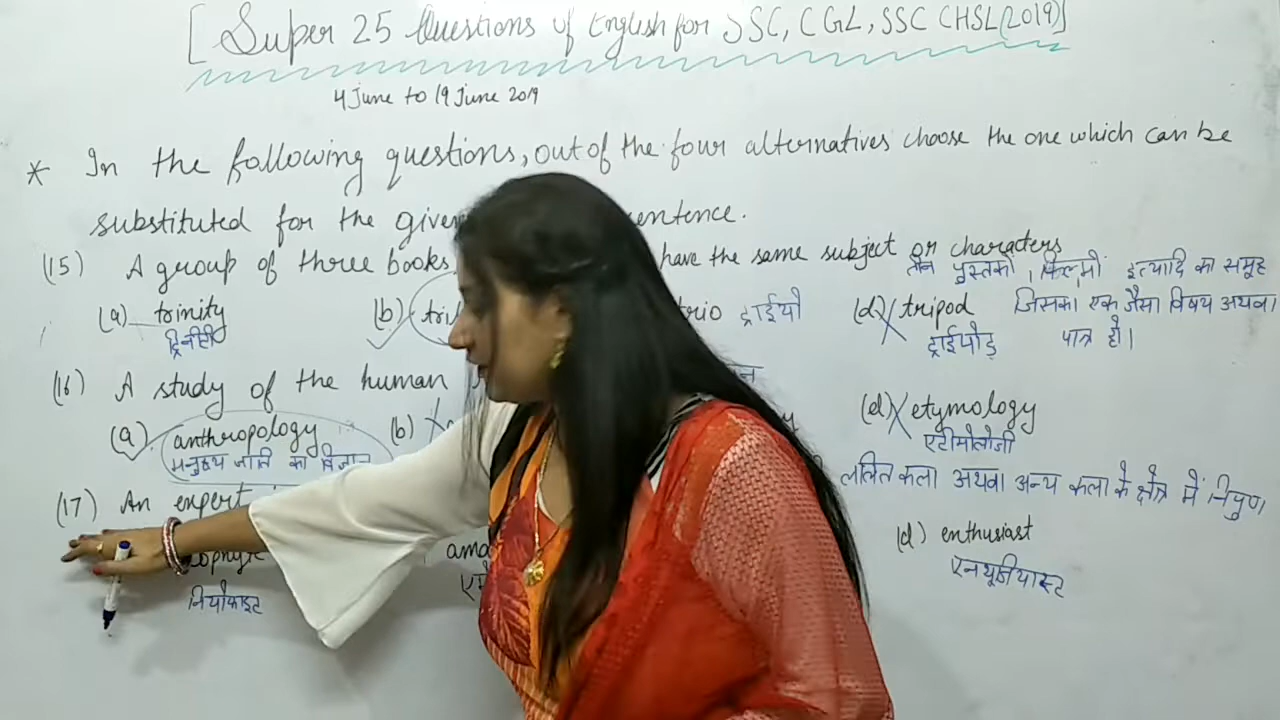 [Super 25 Questions of English for SSC, CGL, SSC CHSL(2019)]
4 June to 19 June 2019
* In the following questions, out of the four alternatives choose the one which can be
substituted for the given sentence.
(15) A group of three books, have the same subject or characters
तीन पुस्तकों, फिल्मों इत्यादि का समूह
(a) trinity (b) trio (d) tripod जिसका एक जैसा विषय अथवा
ट्रिनीटी ट्राईयो ट्राईपोड़ पात्र हो।
(16) A study of the human
(a) anthropology (b) (d) etymology
मनुष्य जाति का विज्ञान एटीमोलोजी
(17) An expert ललित कला अथवा अन्य कला के क्षेत्र में निपुण
(d) enthusiast
नियोफाइट एनथूजीयास्ट